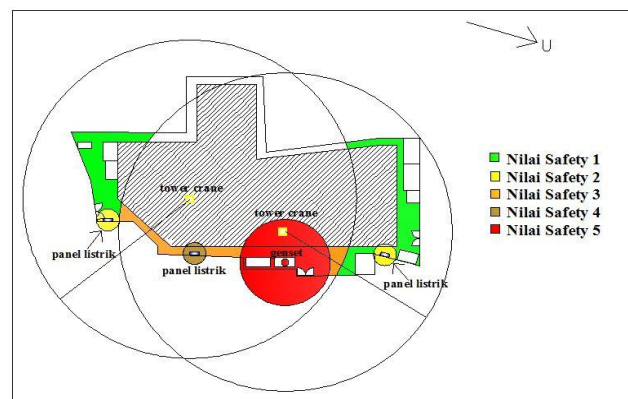 U
tower crane
tower crane
panel listrik
panel listrik
genset
panel listrik
Nilai Safety 1
Nilai Safety 2
Nilai Safety 3
Nilai Safety 4
Nilai Safety 5